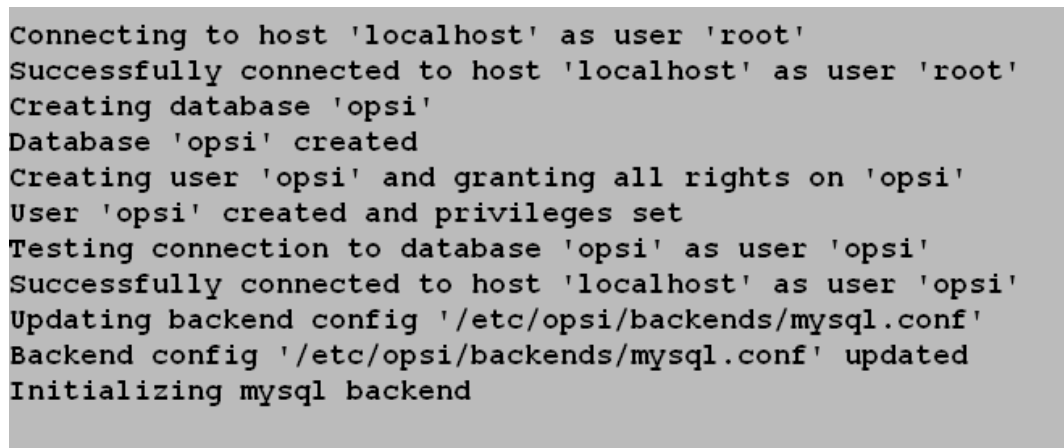 Connecting to host 'localhost' as user 'root'
Successfully connected to host 'localhost' as user 'root'
Creating database 'opsi'
Database 'opsi' created
Creating user 'opsi' and granting all rights on 'opsi'
User 'opsi' created and privileges set
Testing connection to database 'opsi' as user 'opsi'
Successfully connected to host 'localhost' as user 'opsi'
Updating backend config '/etc/opsi/backends/mysql.conf'
Backend config '/etc/opsi/backends/mysql.conf' updated
Initializing mysql backend